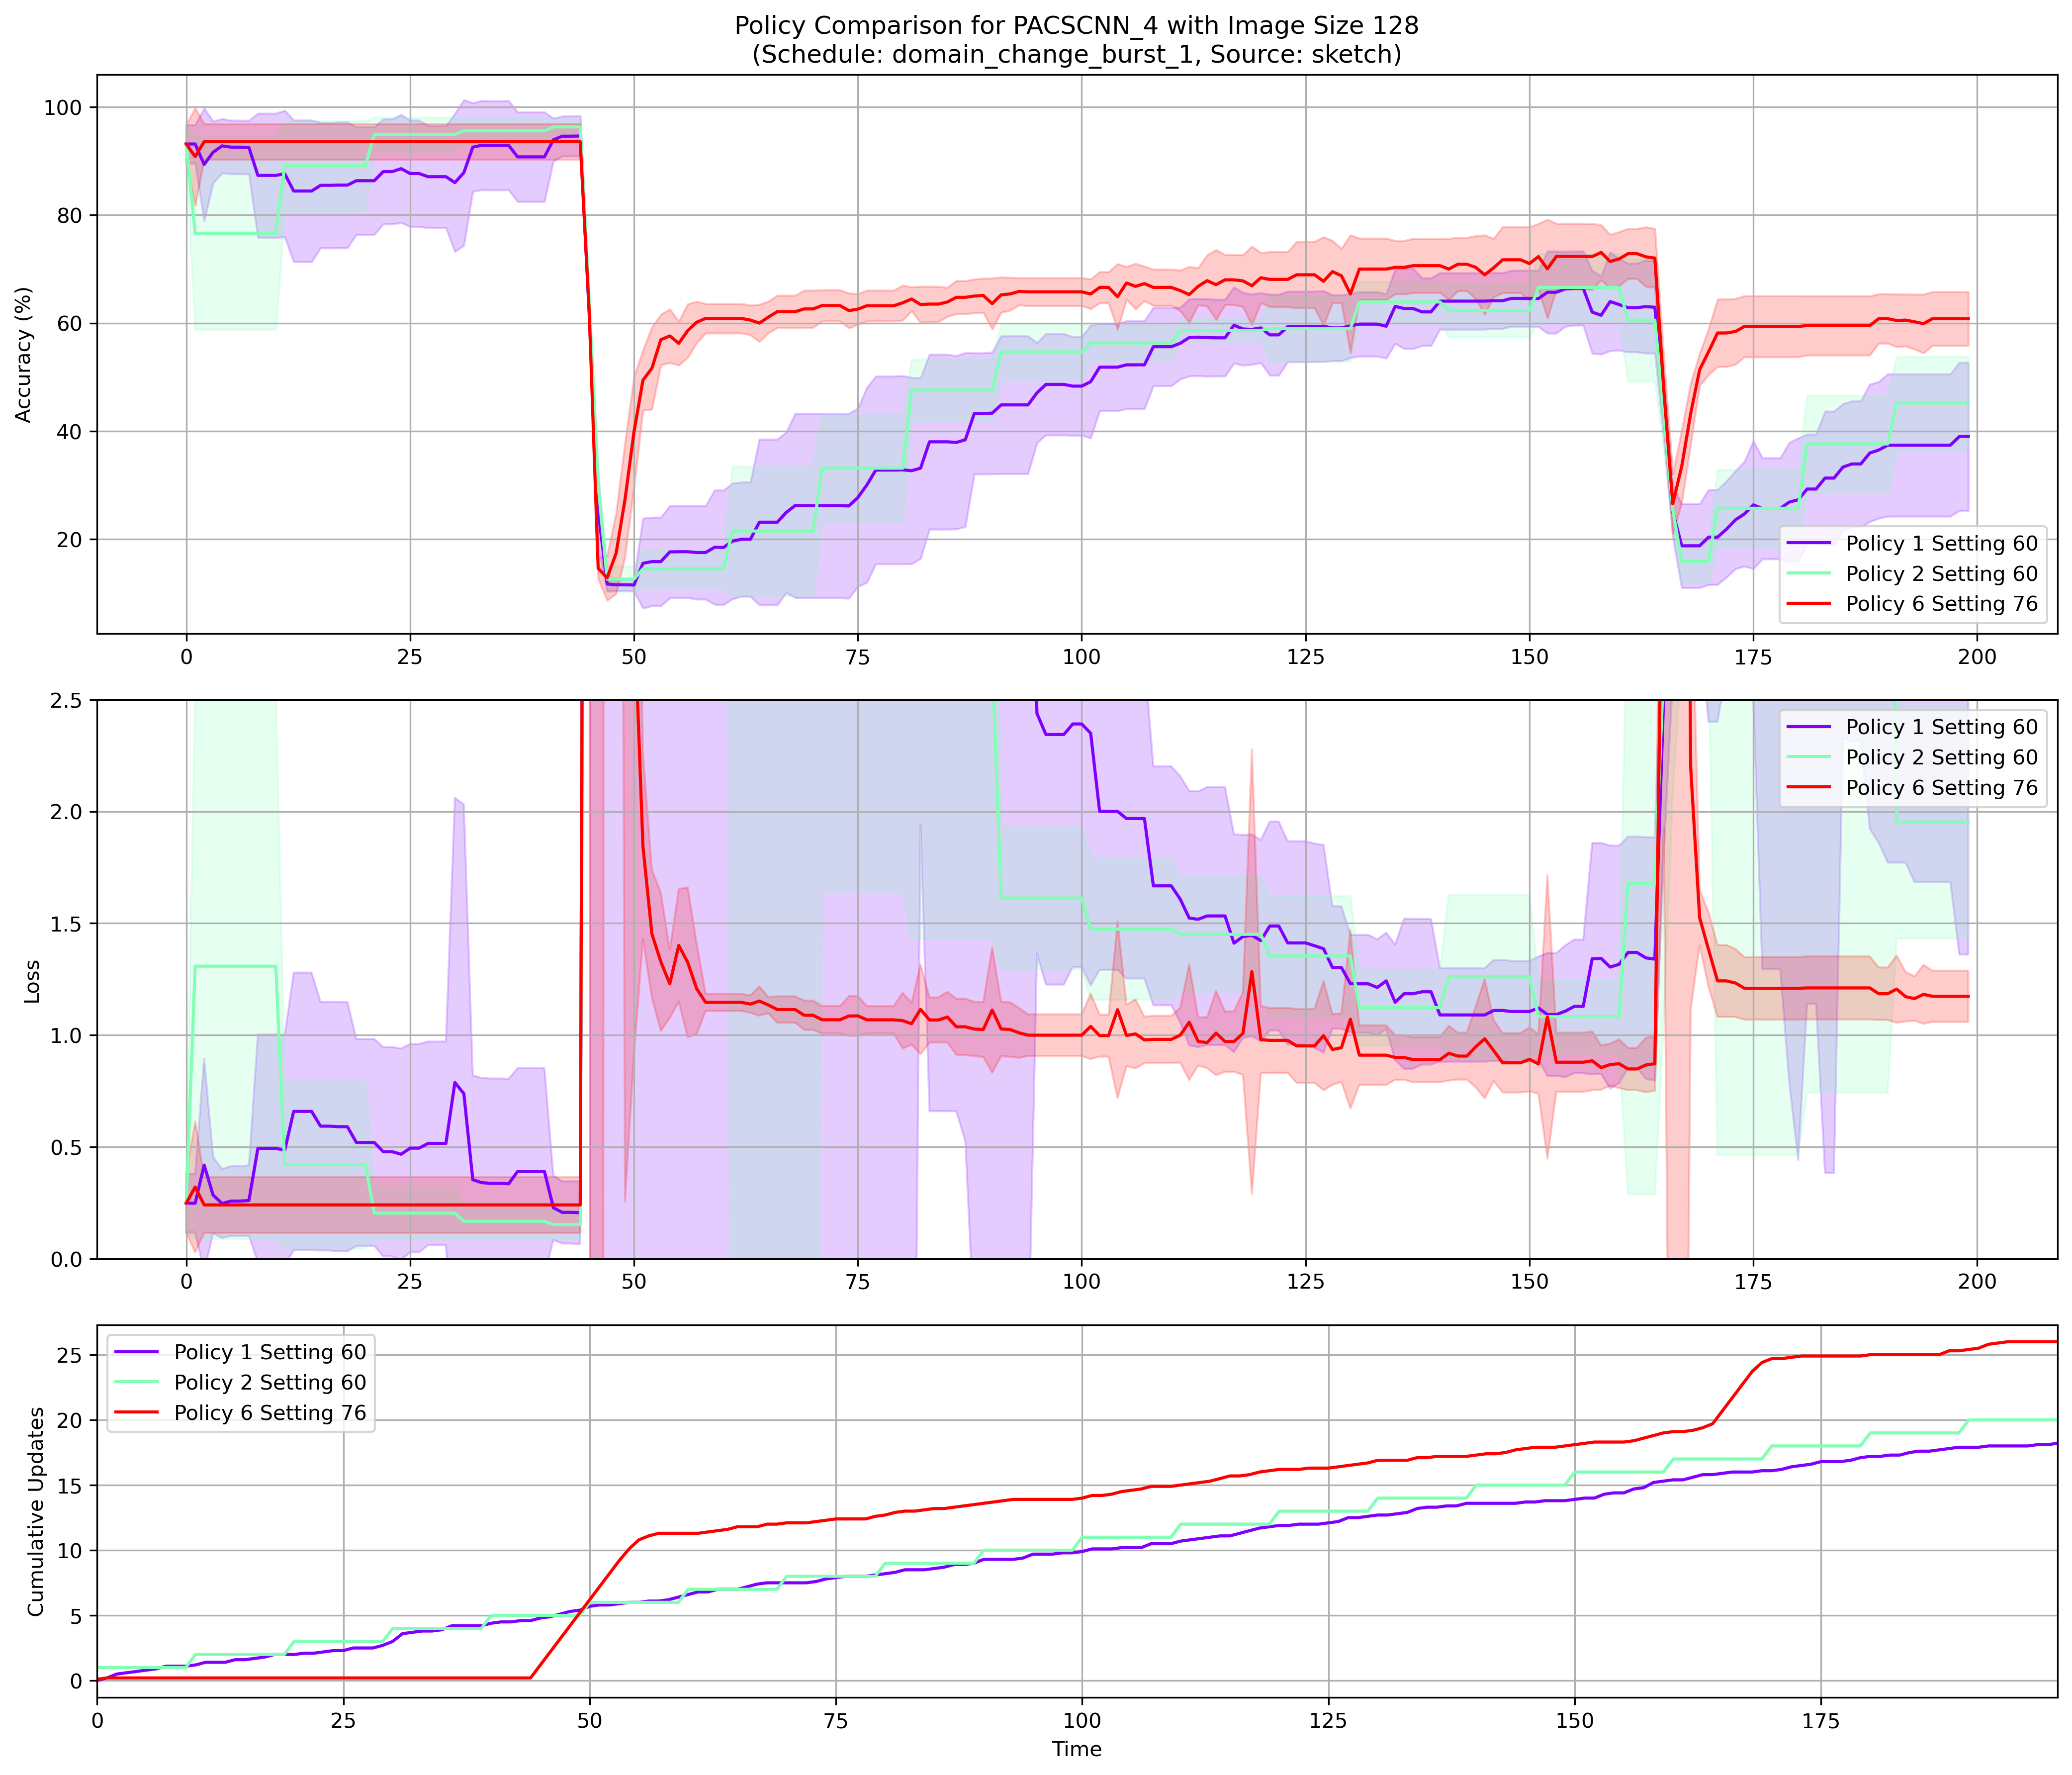 Policy Comparison for PACSCNN_4 with Image Size 128
(Schedule: domain_change_burst_1, Source: sketch)
Accuracy (%)
100
80
60
40
20
0 25 50 75 100 125 150 175 200
Policy 1 Setting 60
Policy 2 Setting 60
Policy 6 Setting 76
Loss
2.5
2.0
1.5
1.0
0.5
0.0
0 25 50 75 100 125 150 175 200
Policy 1 Setting 60
Policy 2 Setting 60
Policy 6 Setting 76
Cumulative Updates
25
20
15
10
5
0
0 25 50 75 100 125 150 175
Time
Policy 1 Setting 60
Policy 2 Setting 60
Policy 6 Setting 76